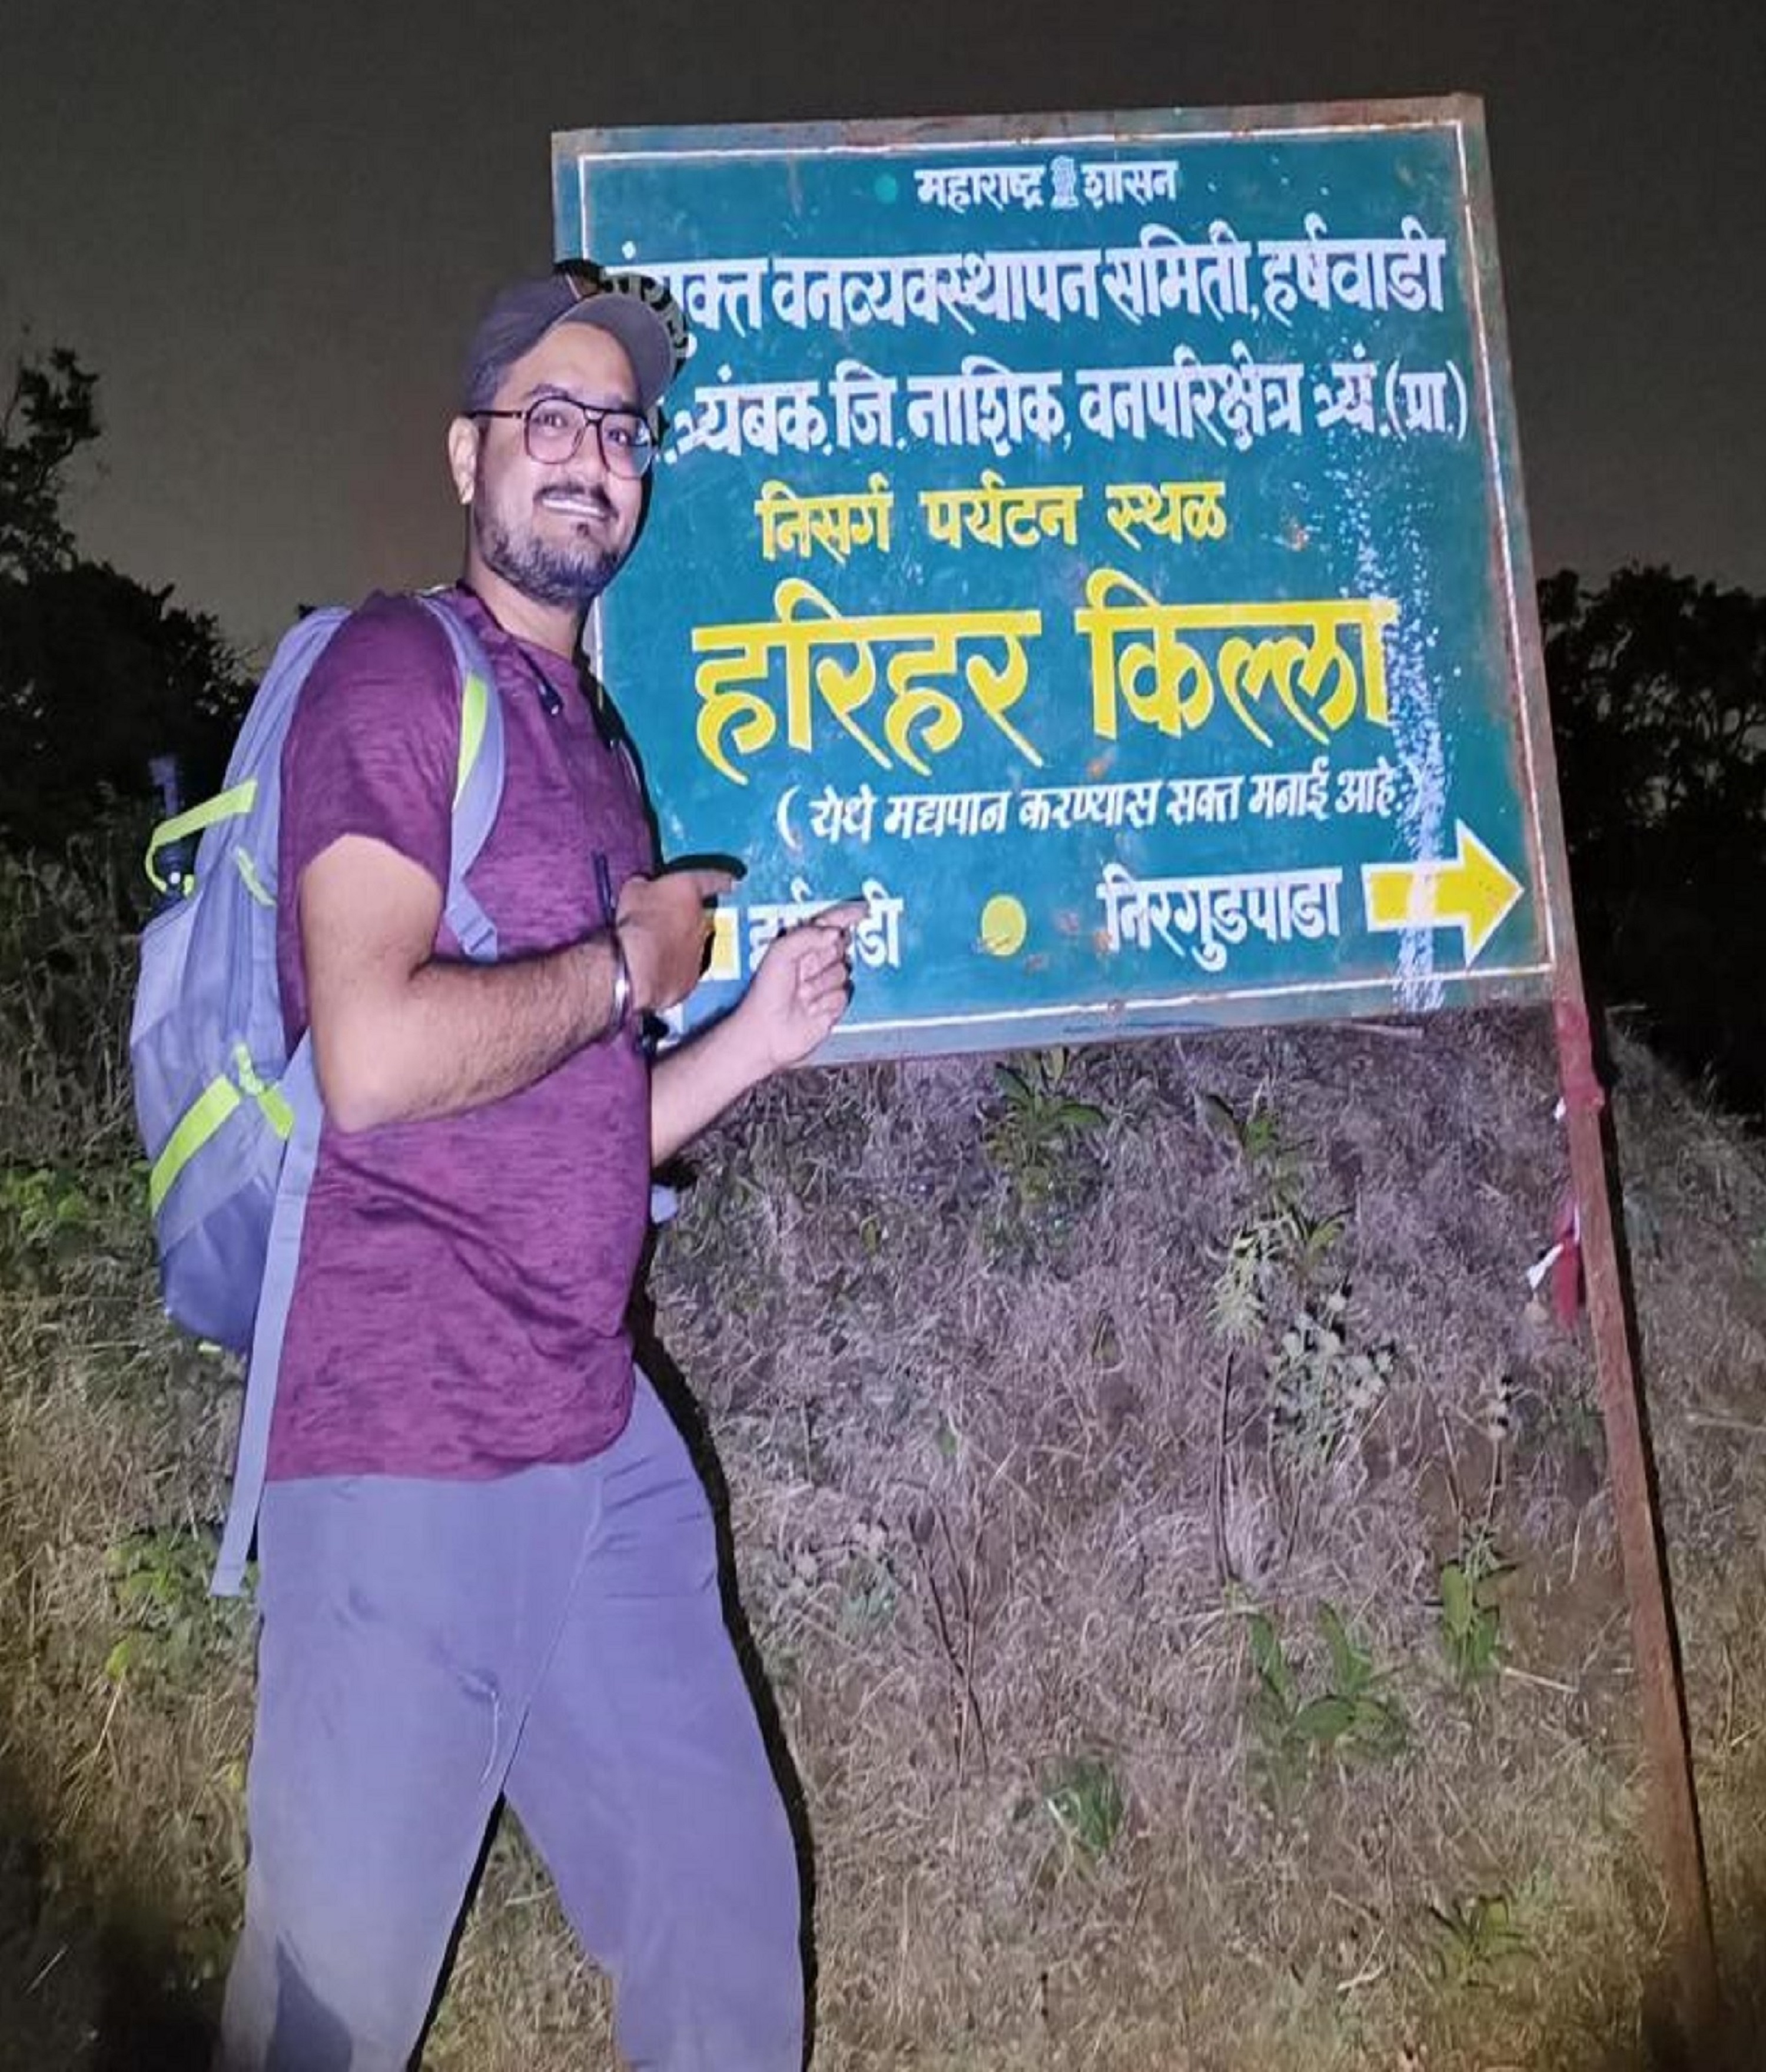 महाराष्ट्र शासन
वनव्यवस्थापन समिती, हर्षवाडी
त्र्यंबक. जि. नाशिक, वनपरिक्षेत्र त्र्यं. (प्रा.)
निसर्ग पर्यटन स्थळ
हरिहर किल्ला
( येथे मद्यपान करण्यास सक्त मनाई आहे. )
निरगुडपाडा